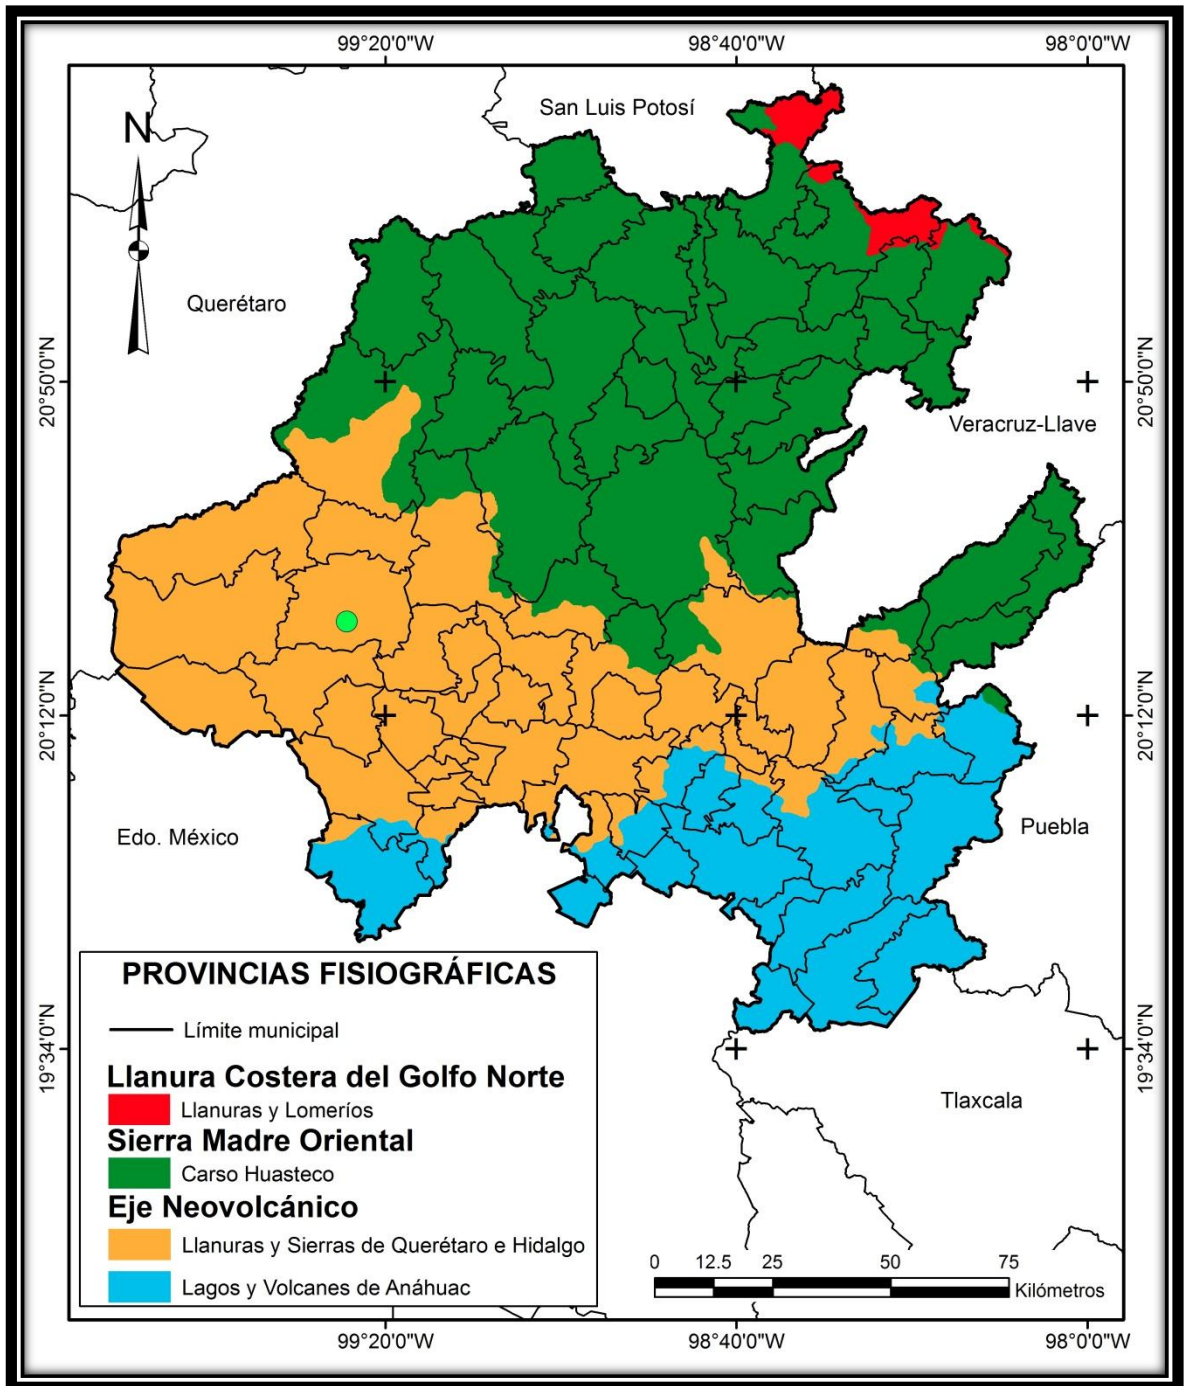 99°20'0"W 98°40'0"W 98°0'0"W
San Luis Potosí
N
Querétaro
20°50'0"N 20°50'0"N
Veracruz-Llave
20°12'0"N 20°12'0"N
Edo. México
Puebla
PROVINCIAS FISIOGRÁFICAS
Límite municipal
Llanura Costera del Golfo Norte
Llanuras y Lomeríos
Sierra Madre Oriental
Carso Huasteco
Eje Neovolcánico
Llanuras y Sierras de Querétaro e Hidalgo
Lagos y Volcanes de Anáhuac
19°34'0"N 19°34'0"N
Tlaxcala
0 12.5 25 50 75
Kilómetros
99°20'0"W 98°40'0"W 98°0'0"W